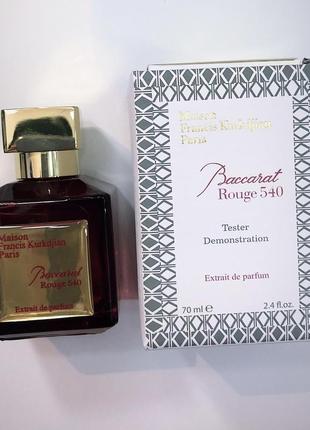 Maison
Francis Kurkdjian
Paris
Baccarat
Rouge 540
Extrait de parfum
Maison
Francis Kurkdjian
Paris
Baccarat
Rouge 540
Tester
Demonstration
Extrait de parfum
70 ml e 2.4 fl.oz.